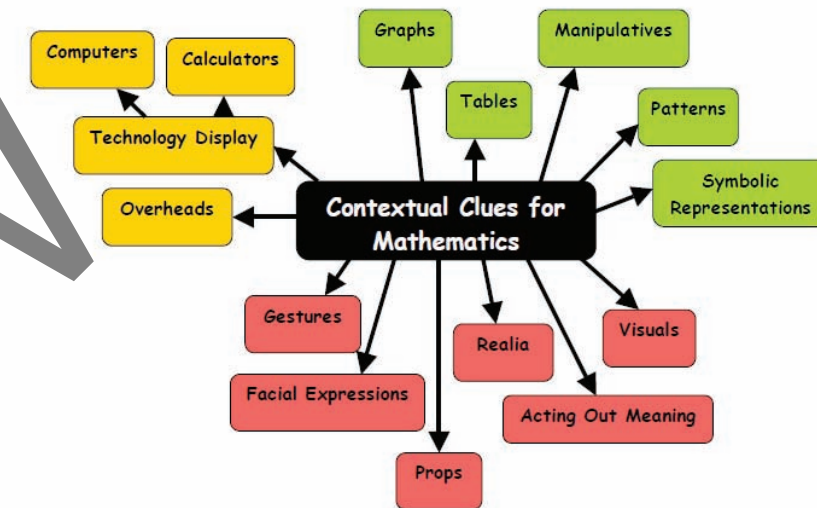 Computers
Calculators
Technology Display
Overheads
Graphs
Manipulatives
Tables
Patterns
Symbolic
Representations
Contextual Clues for
Mathematics
Gestures
Facial Expressions
Props
Realia
Acting Out Meaning
Visuals